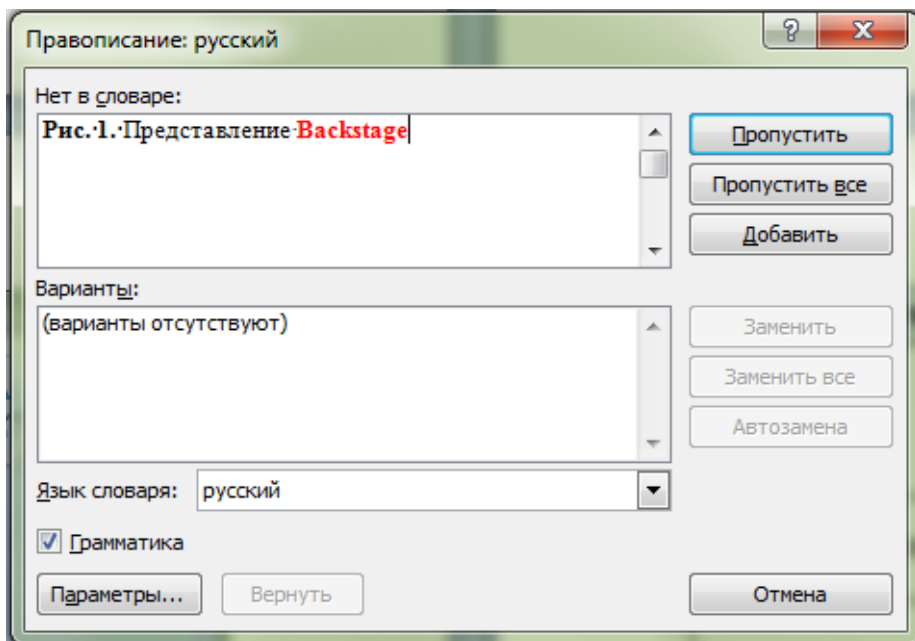 Правописание: русский
Нет в словаре:
Рис.·1.·Представление·Backstage
Пропустить
Пропустить все
Добавить
Варианты:
(варианты отсутствуют)
Заменить
Заменить все
Автозамена
Язык словаря: русский
Грамматика
Параметры... Вернуть Отмена